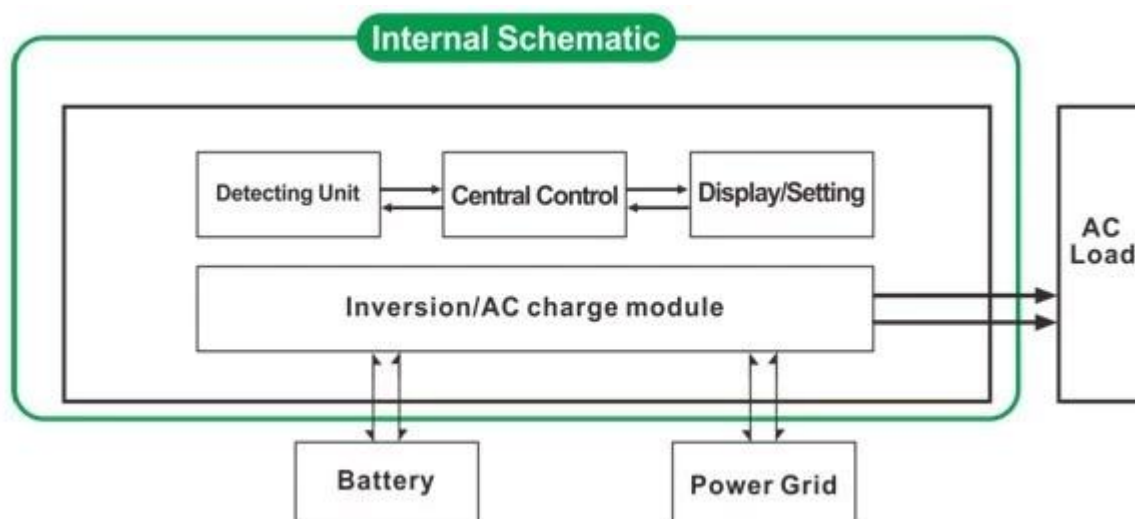 Internal Schematic
Detecting Unit
Central Control
Display/Setting
AC
Load
Inversion/AC charge module
Battery
Power Grid